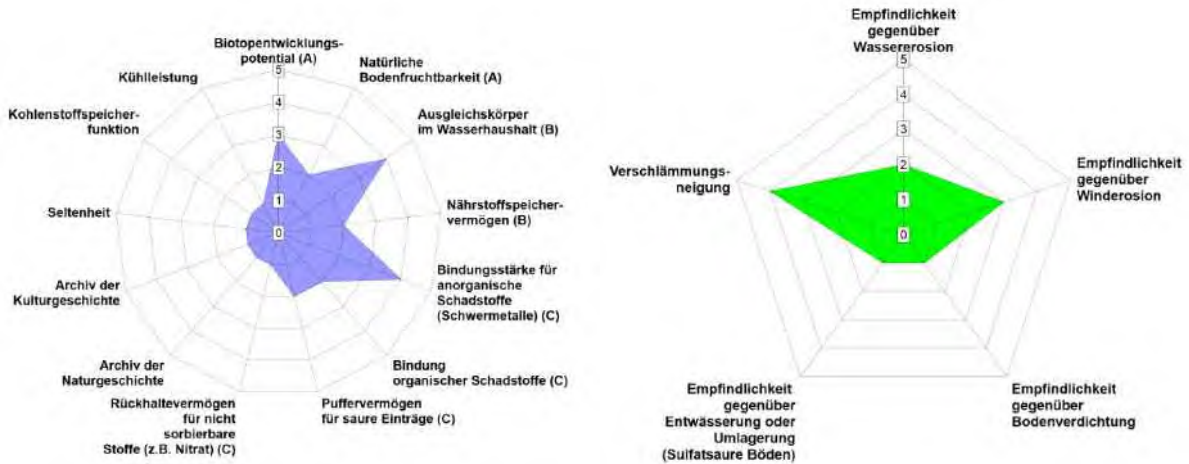 Biotopentwicklungs-
potential (A)
Natürliche
Bodenfruchtbarkeit (A)
Ausgleichskörper
im Wasserhaushalt (B)
Nährstoffspeicher-
vermögen (B)
Bindungsstärke für
anorganische
Schadstoffe
(Schwermetalle) (C)
Bindung
organischer Schadstoffe (C)
Puffervermögen
für saure Einträge (C)
Rückhaltevermögen
für nicht
sorbierbare
Stoffe (z.B. Nitrat) (C)
Archiv der
Naturgeschichte
Archiv der
Kulturgeschichte
Seltenheit
Kohlenstoffspeicher-
funktion
Kühlleistung
5
4
3
2
1
0
Empfindlichkeit
gegenüber
Wassererosion
5
4
3
2
1
0
Empfindlichkeit
gegenüber
Winderosion
Empfindlichkeit
gegenüber
Bodenverdichtung
Empfindlichkeit
gegenüber
Entwässerung oder
Umlagerung
(Sulfatsaure Böden)
Verschlämmungs-
neigung